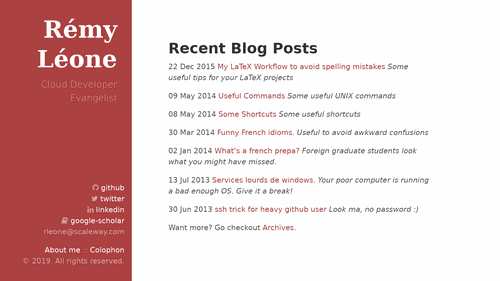 Rémy
Léone
Cloud Developer
Evangelist
github
twitter
linkedin
google-scholar
rleone@scaleway.com
About me :: Colophon
© 2019. All rights reserved.
Recent Blog Posts
22 Dec 2015 My LaTeX Workflow to avoid spelling mistakes Some
useful tips for your LaTeX projects
09 May 2014 Useful Commands Some useful UNIX commands
08 May 2014 Some Shortcuts Some useful shortcuts
30 Mar 2014 Funny French idioms. Useful to avoid awkward confusions
02 Jan 2014 What's a french prepa? Foreign graduate students look
what you might have missed.
13 Jul 2013 Services lourds de windows. Your poor computer is running
a bad enough OS. Give it a break!
30 Jun 2013 ssh trick for heavy github user Look ma, no password :)
Want more? Go checkout Archives.